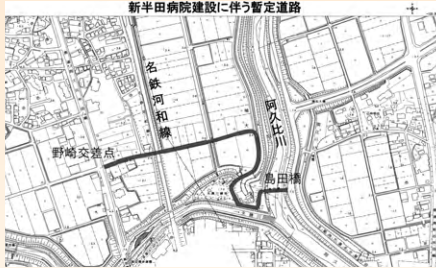 新半田病院建設に伴う暫定道路
名鉄河和線
阿久比川
野崎交差点
島田橋